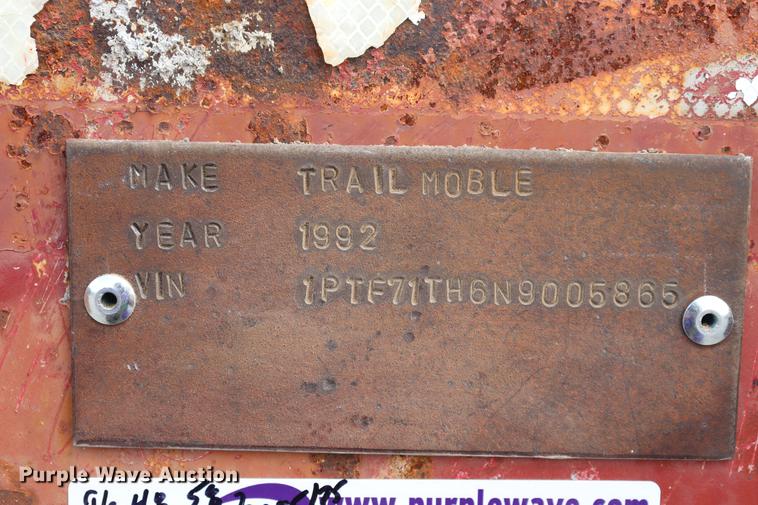 MAKE TRAIL MOBLE
YEAR 1992
VIN 1PTF71TH6N9005865
Purple Wave Auction
www.purplewave.com